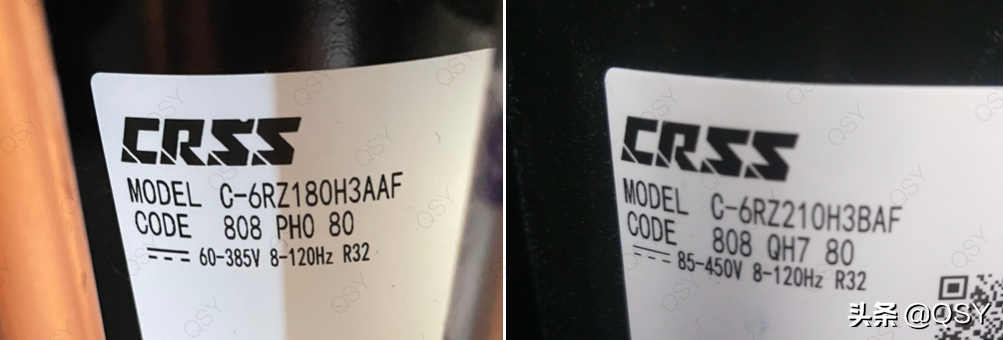 CRSS
MODEL C-6RZ180H3AAF
CODE 808 PH0 80
60-385V 8-120Hz R32
CRSS
MODEL C-6RZ210H3BAF
CODE 808 QH7 80
85-450V 8-120Hz R32
头条 @QSY
QSY